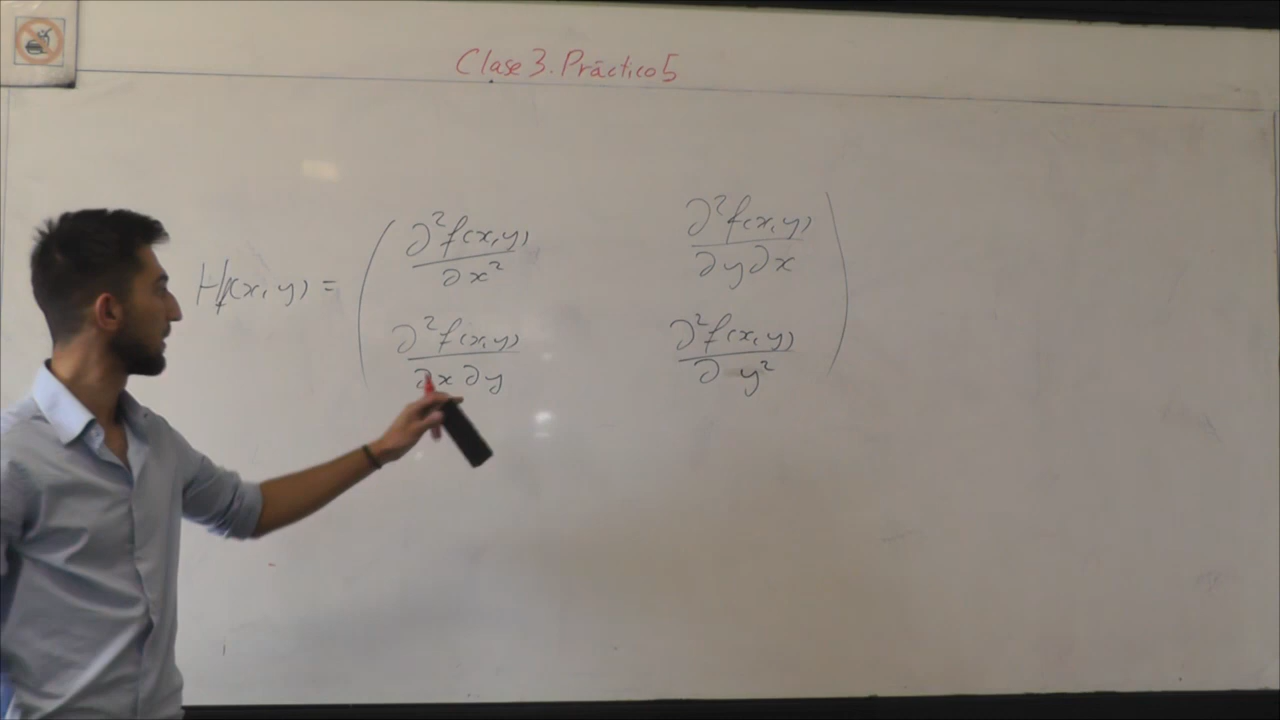 Clase 3. Práctico 5
Hf(x,y) = ( ∂²f(x,y)/∂x² ∂²f(x,y)/∂y∂x
∂²f(x,y)/∂x∂y ∂²f(x,y)/∂y² )